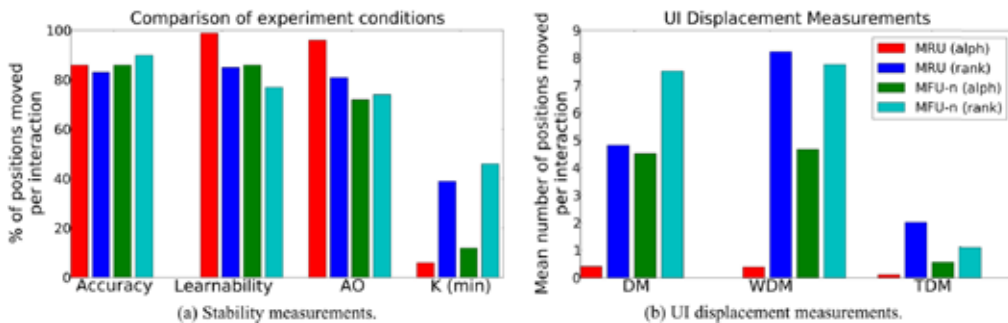 Comparison of experiment conditions
% of positions moved
per interaction
100
80
60
40
20
0
Accuracy Learnability AO K (min)
(a) Stability measurements.
UI Displacement Measurements
Mean number of positions moved
per interaction
9
8
7
6
5
4
3
2
1
0
MRU (alph)
MRU (rank)
MFU-n (alph)
MFU-n (rank)
DM WDM TDM
(b) UI displacement measurements.